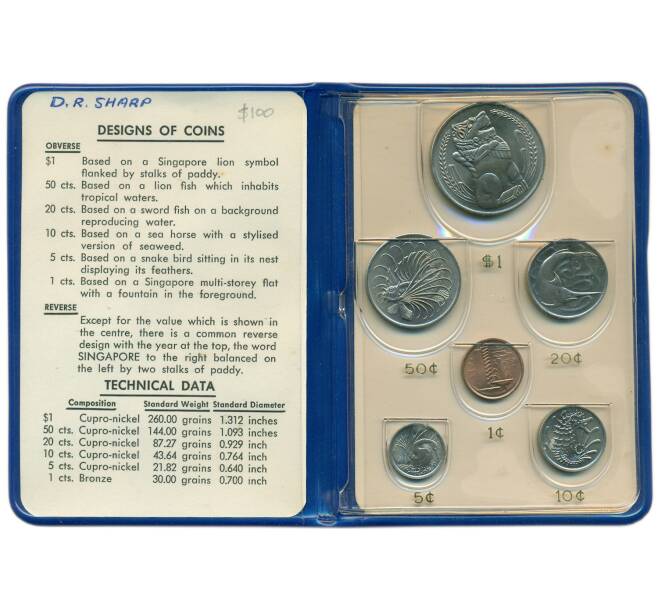 D.R. SHARP
$100
DESIGNS OF COINS
OBVERSE
$1 Based on a Singapore lion symbol
flanked by stalks of paddy.
50 cts. Based on a lion fish which inhabits
tropical waters.
20 cts. Based on a sword fish on a background
reproducing water.
10 cts. Based on a sea horse with a stylised
version of seaweed.
5 cts. Based on a snake bird sitting in its nest
displaying its feathers.
1 cts. Based on a Singapore multi-storey flat
with a fountain in the foreground.
REVERSE
Except for the value which is shown in
the centre, there is a common reverse
design with the year at the top, the word
SINGAPORE to the right balanced on
the left by two stalks of paddy.
TECHNICAL DATA
Composition Standard Weight Standard Diameter
$1 Cupro-nickel 260.00 grains 1.312 inches
50 cts. Cupro-nickel 144.00 grains 1.093 inches
20 cts. Cupro-nickel 87.27 grains 0.929 inch
10 cts. Cupro-nickel 43.64 grains 0.764 inch
5 cts. Cupro-nickel 21.82 grains 0.640 inch
1 cts. Bronze 30.00 grains 0.700 inch
$1
50¢
20¢
1¢
5¢
10¢